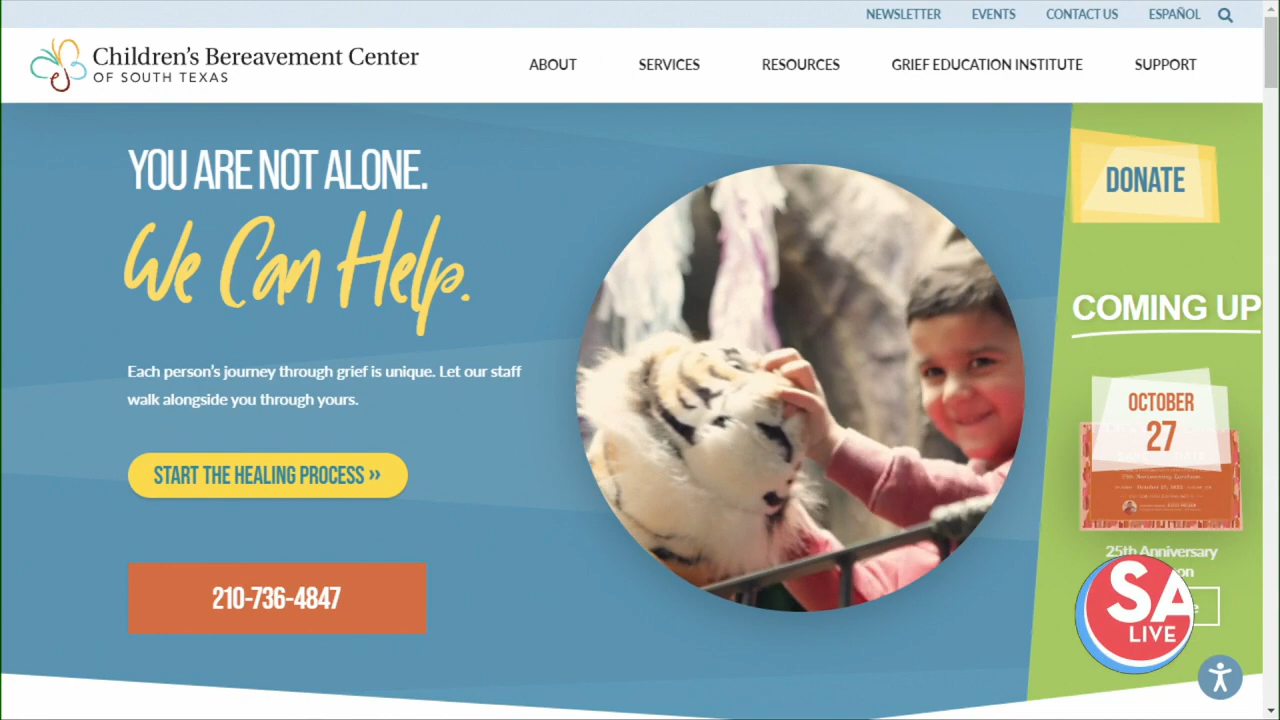 NEWSLETTER EVENTS CONTACT US ESPAÑOL
Children's Bereavement Center
OF SOUTH TEXAS
ABOUT SERVICES RESOURCES GRIEF EDUCATION INSTITUTE SUPPORT
YOU ARE NOT ALONE.
We Can Help.
Each person's journey through grief is unique. Let our staff
walk alongside you through yours.
START THE HEALING PROCESS »
210-736-4847
DONATE
COMING UP
OCTOBER
27
25th Anniversary
SA
LIVE